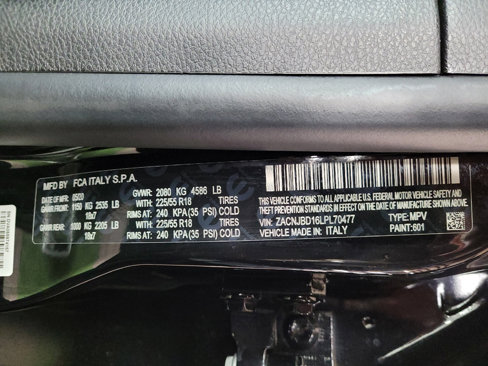 MFD BY FCA ITALY S.P.A.
DATE OF MFR: 05/20 GVWR: 2080 KG 4586 LB
GAWR FRONT: 1150 KG 2535 LB WITH: 225/55 R18 TIRES
18x7 RIMS AT: 240 KPA(35 PSI) COLD
GAWR REAR: 1000 KG 2205 LB WITH: 225/55 R18 TIRES
18x7 RIMS AT: 240 KPA(35 PSI) COLD
THIS VEHICLE CONFORMS TO ALL APPLICABLE U.S.A. FEDERAL MOTOR VEHICLE SAFETY AND
THEFT PREVENTION STANDARDS IN EFFECT ON THE DATE OF MANUFACTURE SHOWN ABOVE.
VIN: ZACNJBD16LPL70477 TYPE: MPV
VEHICLE MADE IN: ITALY PAINT:601